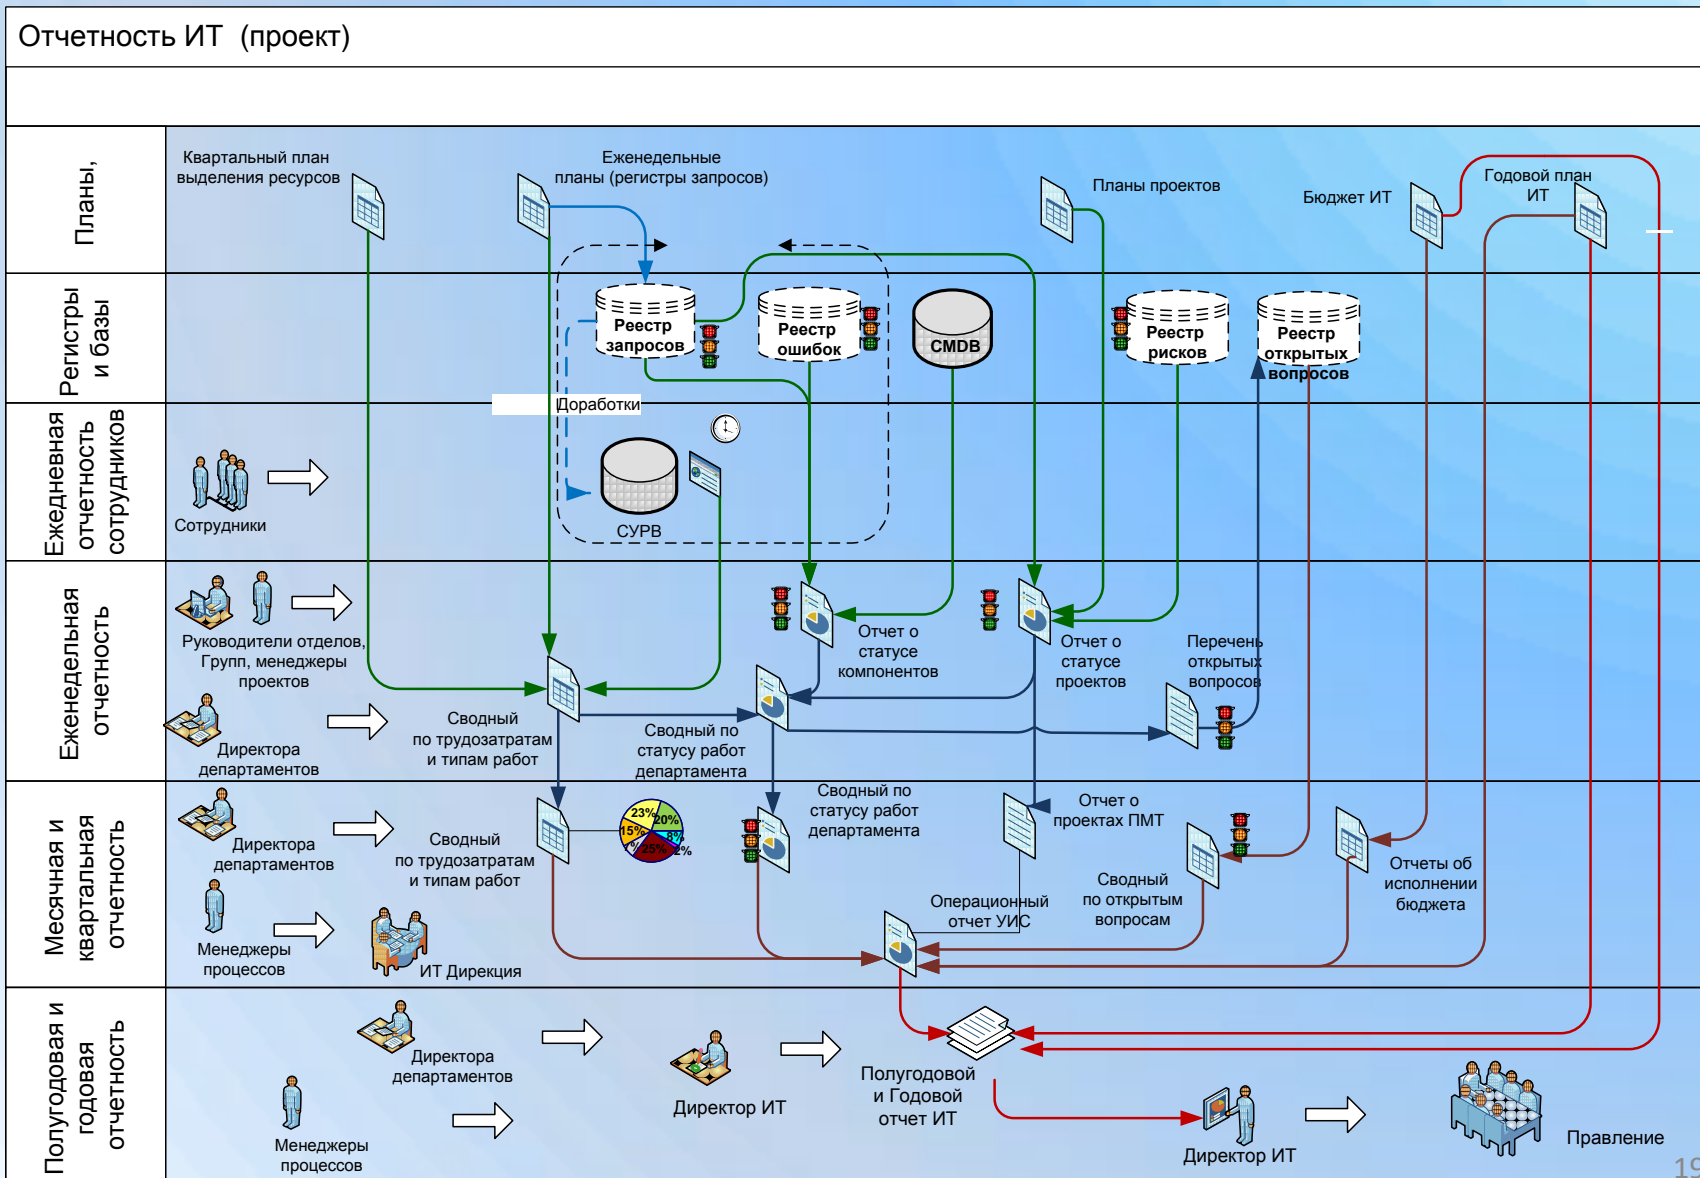 Отчетность ИТ (проект)
Планы,
Квартальный план
выделения ресурсов
Еженедельные
планы (регистры запросов)
Планы проектов
Бюджет ИТ
Годовой план
ИТ
Регистры
и базы
Реестр
запросов
Реестр
ошибок
CMDB
Реестр
рисков
Реестр
открытых
вопросов
Ежедневная
отчетность
сотрудников
Доработки
Сотрудники
СУРВ
Еженедельная
отчетность
Руководители отделов,
Групп, менеджеры
проектов
Директора
департаментов
Сводный
по трудозатратам
и типам работ
Сводный по
статусу работ
департамента
Отчет о
статусе
компонентов
Отчет о
статусе
проектов
Перечень
открытых
вопросов
Месячная и
квартальная
отчетность
Директора
департаментов
Менеджеры
процессов
ИТ Дирекция
Сводный
по трудозатратам
и типам работ
23%
20%
15%
8%
7%
25%
2%
Сводный по
статусу работ
департамента
Операционный
отчет УИС
Отчет о
проектах ПМТ
Сводный
по открытым
вопросам
Отчеты об
исполнении
бюджета
Полугодовая и
годовая
отчетность
Директора
департаментов
Менеджеры
процессов
Директор ИТ
Полугодовой
и Годовой
отчет ИТ
Директор ИТ
Правление
19